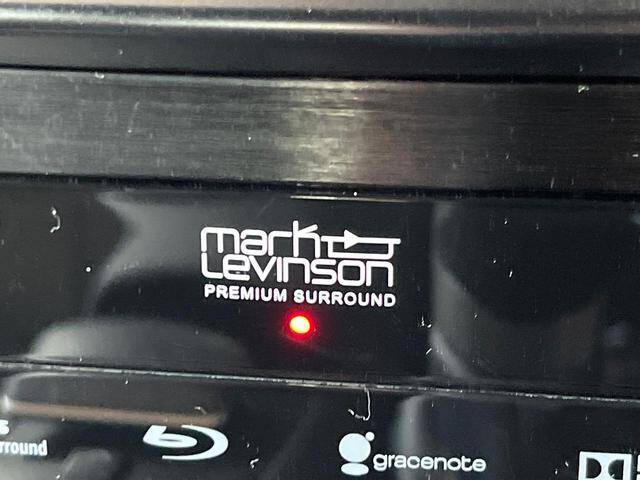 mark
Levinson
PREMIUM SURROUND
s
rround
gracenote